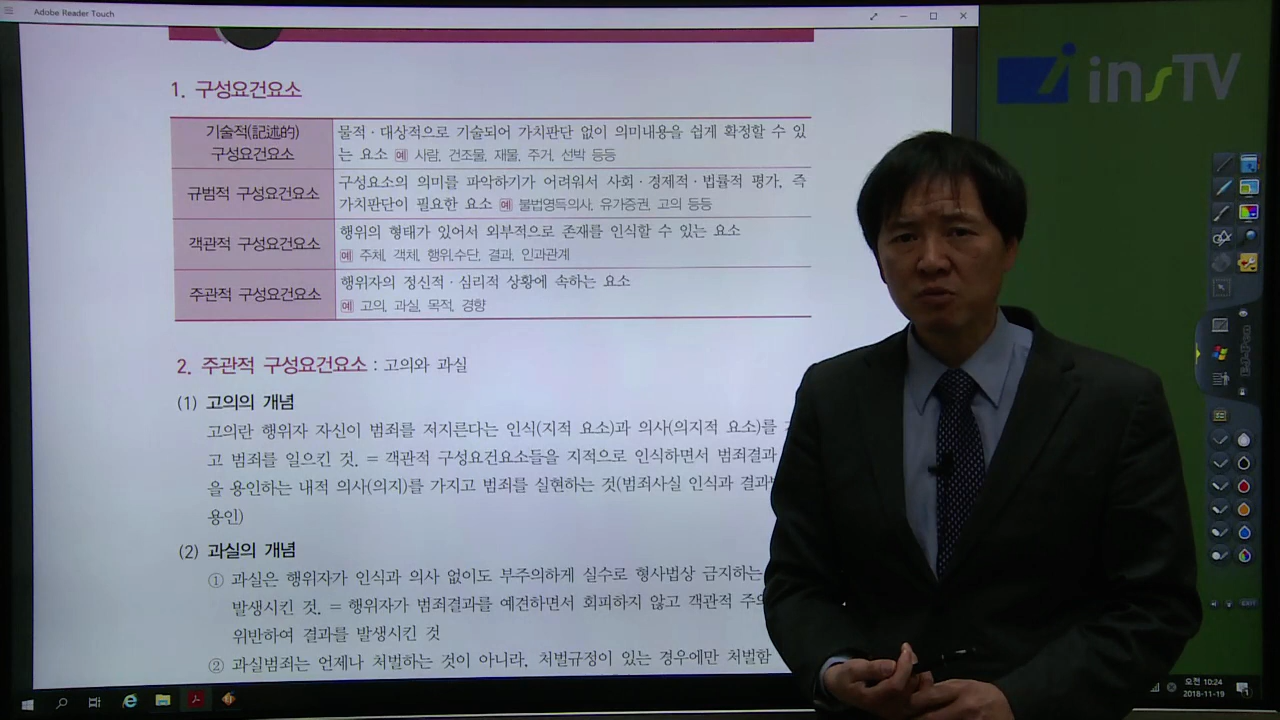 Adobe Reader Touch
insTV
1. 구성요건요소
기술적(記述的)
구성요건요소
물적·대상적으로 기술되어 가치판단 없이 의미내용을 쉽게 확정할 수 있
는 요소 예 사람, 건조물, 재물, 주거, 선박 등등
규범적 구성요건요소
구성요소의 의미를 파악하기가 어려워서 사회·경제적·법률적 평가, 즉
가치판단이 필요한 요소 예 불법영득의사, 유가증권, 고의 등등
객관적 구성요건요소
행위의 형태가 있어서 외부적으로 존재를 인식할 수 있는 요소
예 주체, 객체, 행위,수단, 결과, 인과관계
주관적 구성요건요소
행위자의 정신적·심리적 상황에 속하는 요소
예 고의, 과실, 목적, 경향
2. 주관적 구성요건요소 : 고의와 과실
(1) 고의의 개념
고의란 행위자 자신이 범죄를 저지른다는 인식(지적 요소)과 의사(의지적 요소)를
고 범죄를 일으킨 것. = 객관적 구성요건요소들을 지적으로 인식하면서 범죄결과
을 용인하는 내적 의사(의지)를 가지고 범죄를 실현하는 것(범죄사실 인식과 결과
용인)
(2) 과실의 개념
① 과실은 행위자가 인식과 의사 없이도 부주의하게 실수로 형사법상 금지하는
발생시킨 것. = 행위자가 범죄결과를 예견하면서 회피하지 않고 객관적 주의
위반하여 결과를 발생시킨 것
② 과실범죄는 언제나 처벌하는 것이 아니라, 처벌규정이 있는 경우에만 처벌함
오전 10:24
2018-11-19